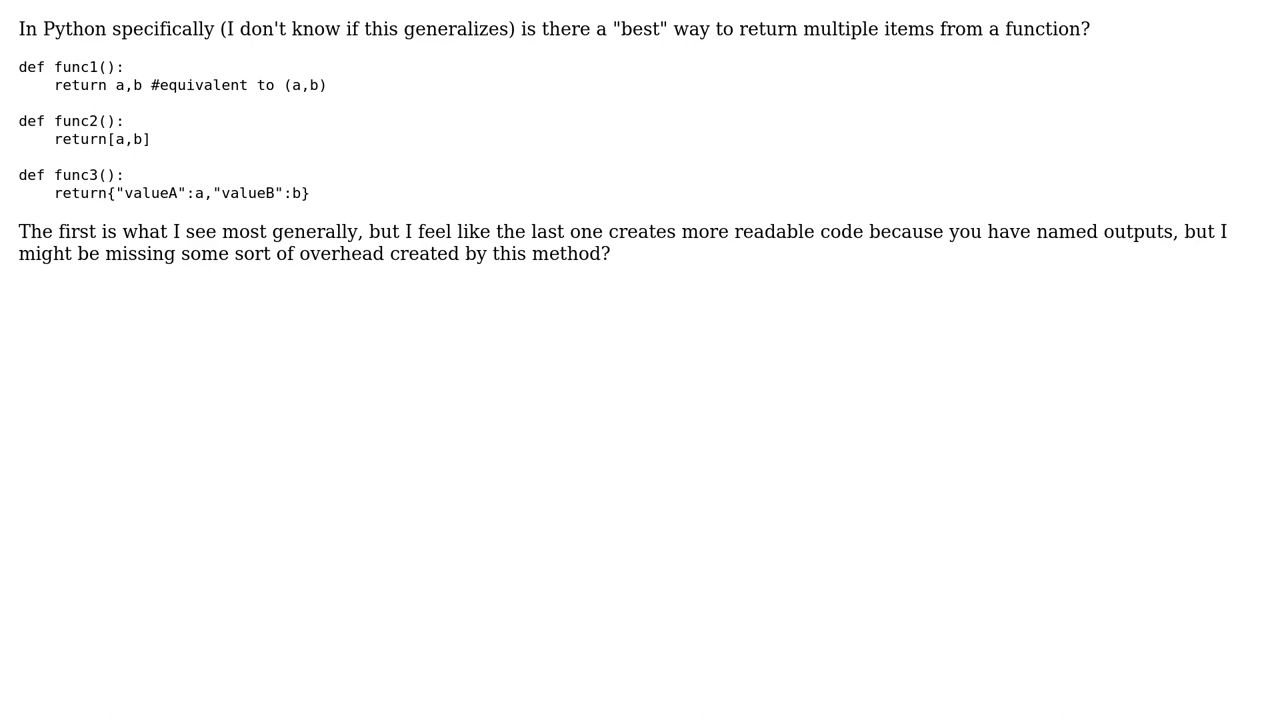 In Python specifically (I don't know if this generalizes) is there a "best" way to return multiple items from a function?
def func1():
    return a,b #equivalent to (a,b)
def func2():
    return[a,b]
def func3():
    return{"valueA":a,"valueB":b}
The first is what I see most generally, but I feel like the last one creates more readable code because you have named outputs, but I
might be missing some sort of overhead created by this method?